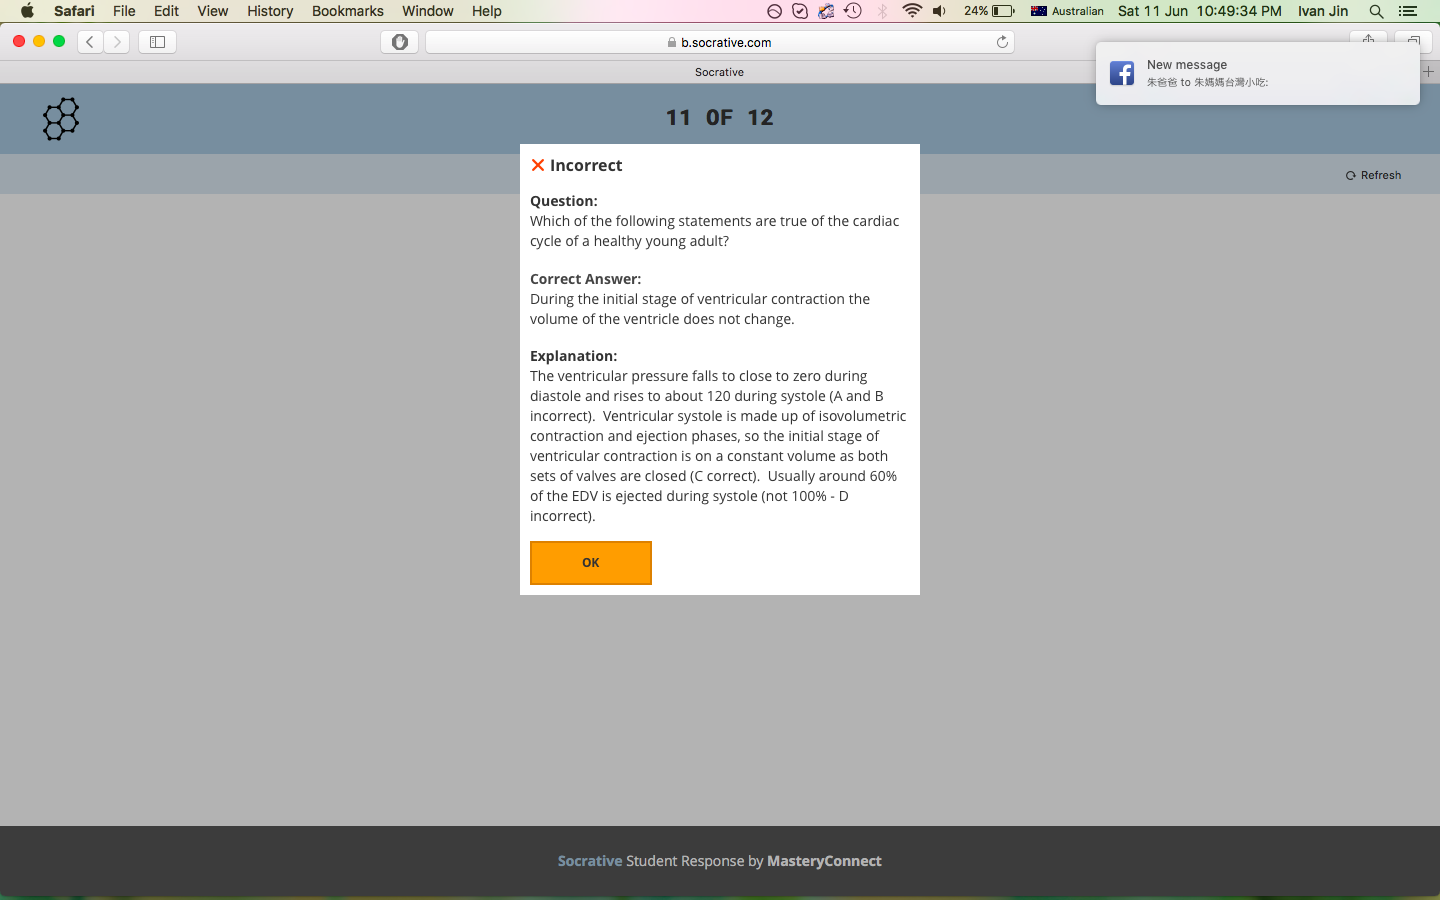 Safari File Edit View History Bookmarks Window Help 24% Australian Sat 11 Jun 10:49:34 PM Ivan Jin
b.socrative.com
Socrative
New message
朱爸爸 to 朱媽媽台灣小吃:
11 OF 12
Refresh
Incorrect
Question:
Which of the following statements are true of the cardiac
cycle of a healthy young adult?
Correct Answer:
During the initial stage of ventricular contraction the
volume of the ventricle does not change.
Explanation:
The ventricular pressure falls to close to zero during
diastole and rises to about 120 during systole (A and B
incorrect).  Ventricular systole is made up of isovolumetric
contraction and ejection phases, so the initial stage of
ventricular contraction is on a constant volume as both
sets of valves are closed (C correct).  Usually around 60%
of the EDV is ejected during systole (not 100% - D
incorrect).
OK
Socrative Student Response by MasteryConnect